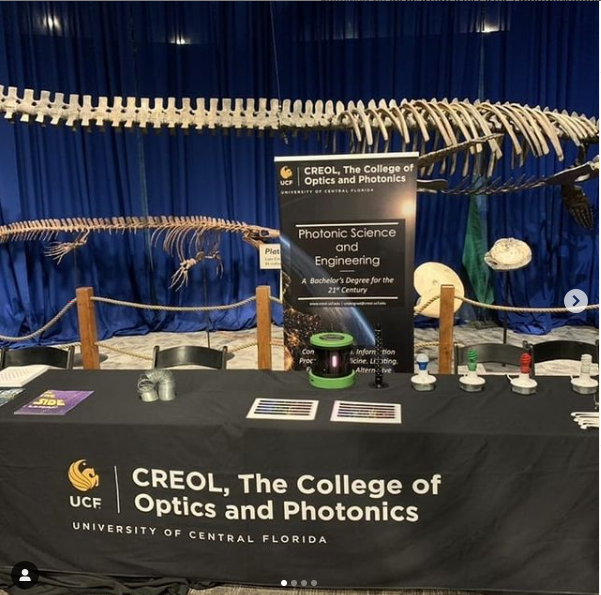 CREOL, The College of
Optics and Photonics
UCF
UNIVERSITY OF CENTRAL FLORIDA
Photonic Science
and
Engineering
A Bachelor's Degree for the
21st Century
CREOL, The College of
Optics and Photonics
UCF
UNIVERSITY OF CENTRAL FLORIDA